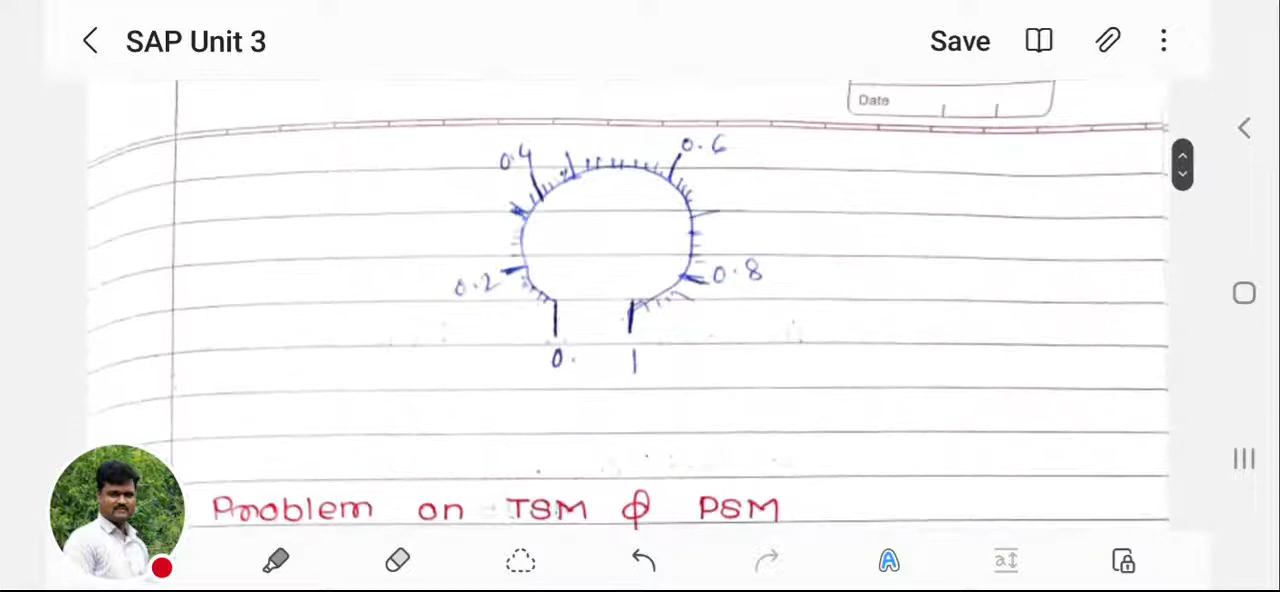 SAP Unit 3
Save
Date
0.4
0.6
0.2
0.8
0.
1
Problem on TSM & PSM
A
a